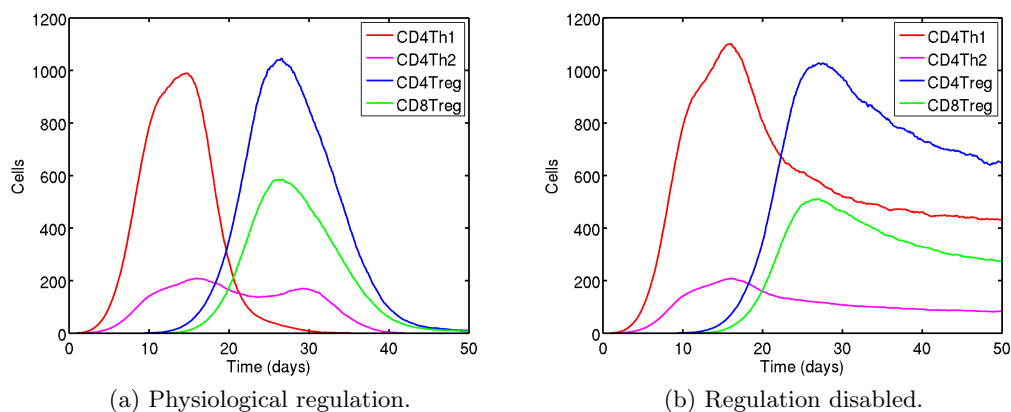 1200
1000
800
600
400
200
0
Cells
0 10 20 30 40 50
Time (days)
CD4Th1
CD4Th2
CD4Treg
CD8Treg
(a) Physiological regulation.
1200
1000
800
600
400
200
0
Cells
0 10 20 30 40 50
Time (days)
CD4Th1
CD4Th2
CD4Treg
CD8Treg
(b) Regulation disabled.